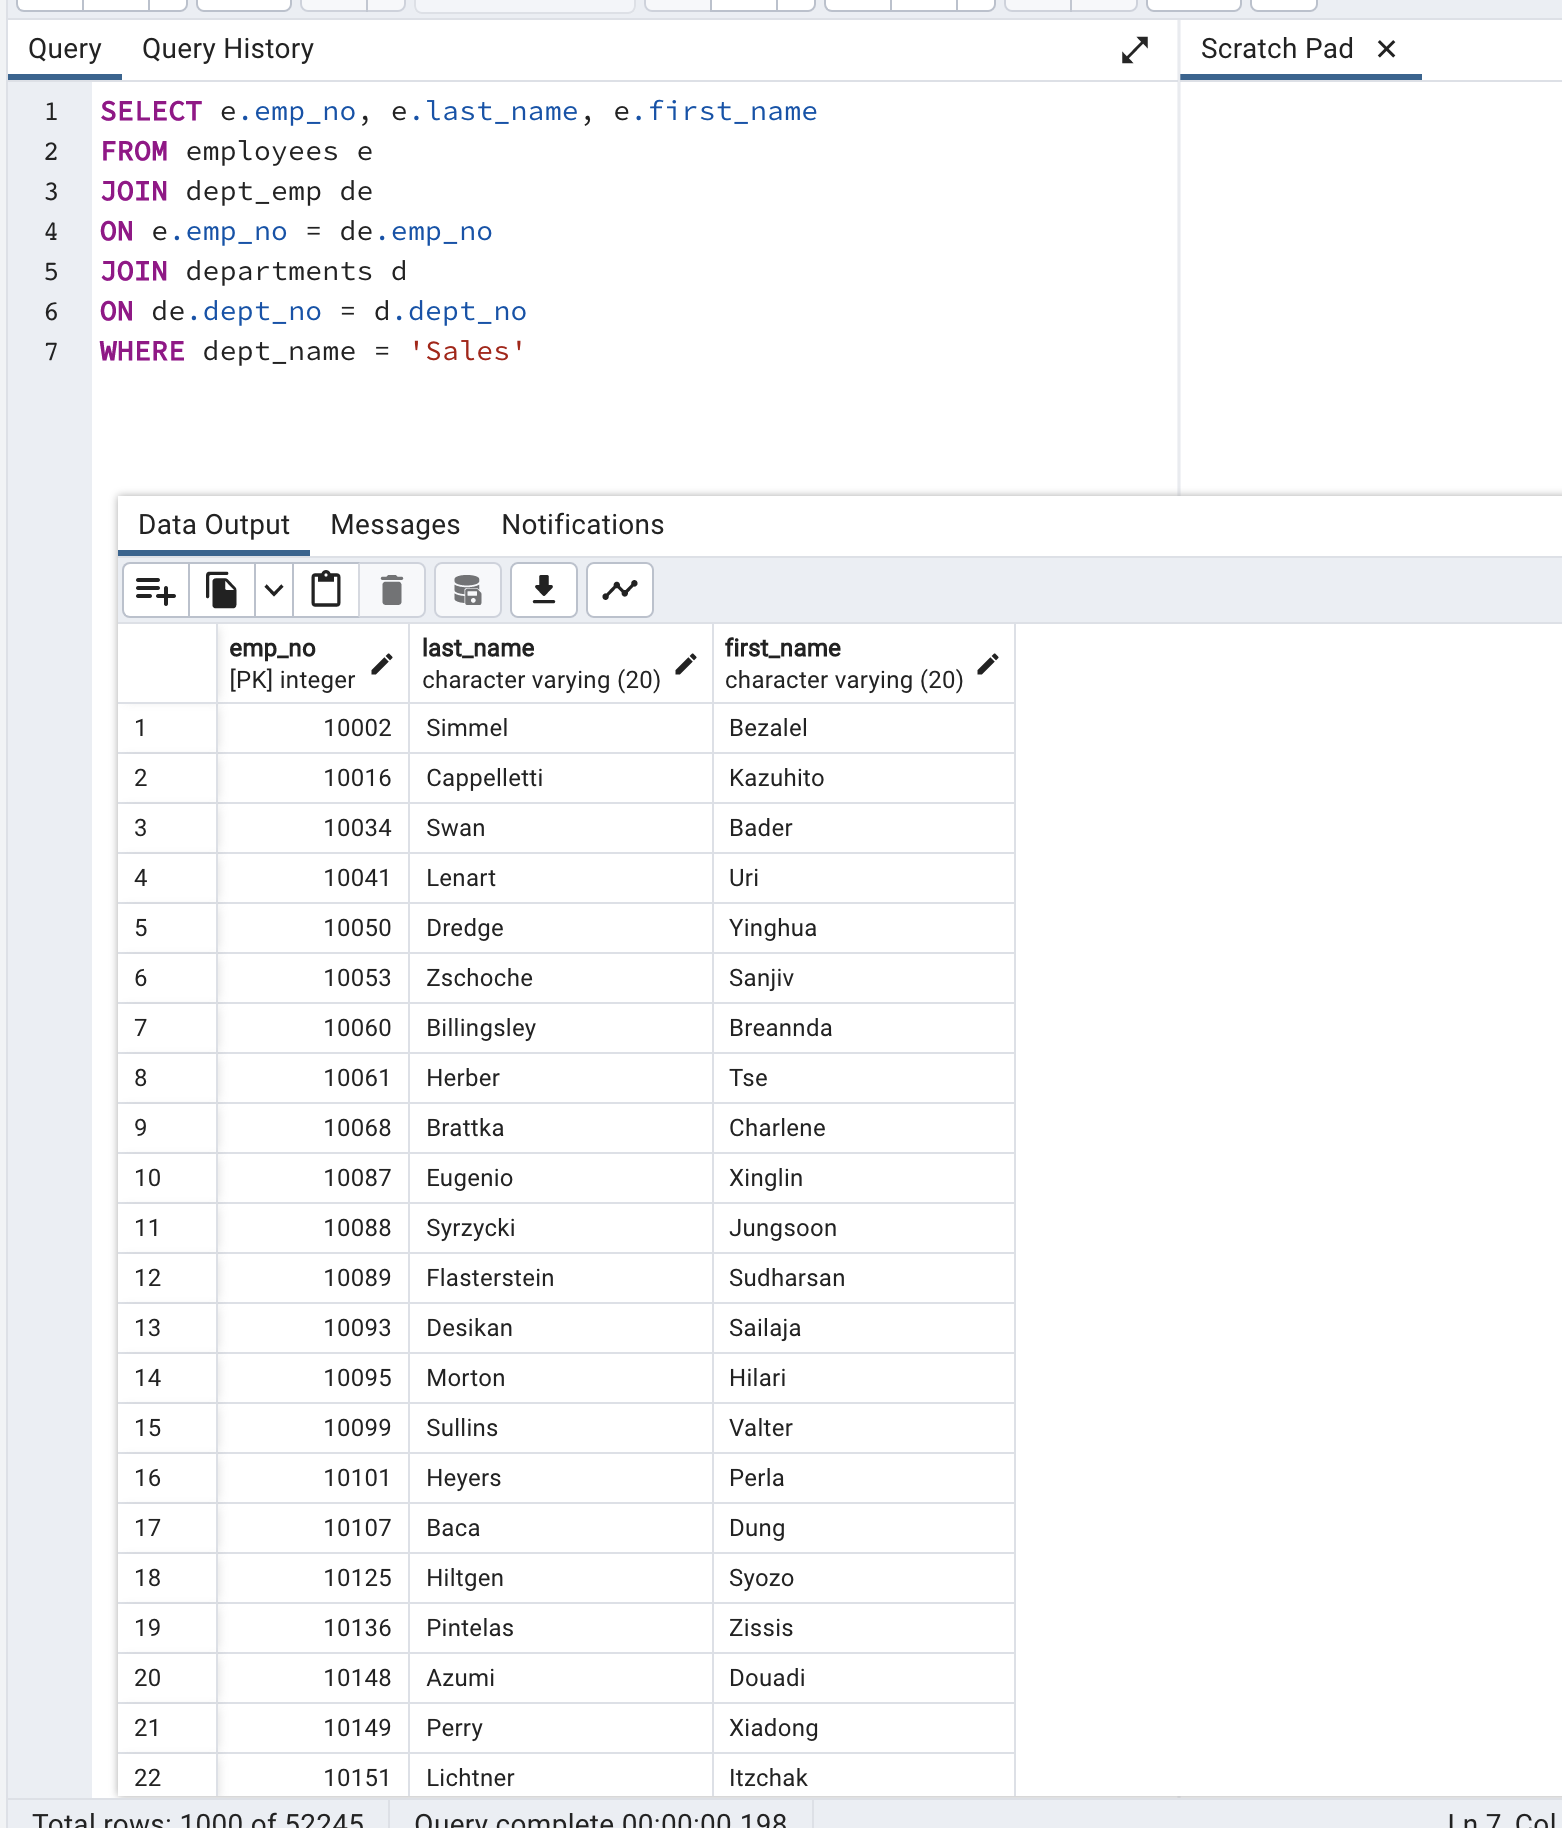 Query Query History Scratch Pad
1 SELECT e.emp_no, e.last_name, e.first_name
2 FROM employees e
3 JOIN dept_emp de
4 ON e.emp_no = de.emp_no
5 JOIN departments d
6 ON de.dept_no = d.dept_no
7 WHERE dept_name = 'Sales'
Data Output Messages Notifications
emp_no last_name first_name
[PK] integer character varying (20) character varying (20)
1 10002 Simmel Bezalel
2 10016 Cappelletti Kazuhito
3 10034 Swan Bader
4 10041 Lenart Uri
5 10050 Dredge Yinghua
6 10053 Zschoche Sanjiv
7 10060 Billingsley Breannda
8 10061 Herber Tse
9 10068 Brattka Charlene
10 10087 Eugenio Xinglin
11 10088 Syrzycki Jungsoon
12 10089 Flasterstein Sudharsan
13 10093 Desikan Sailaja
14 10095 Morton Hilari
15 10099 Sullins Valter
16 10101 Heyers Perla
17 10107 Baca Dung
18 10125 Hiltgen Syozo
19 10136 Pintelas Zissis
20 10148 Azumi Douadi
21 10149 Perry Xiadong
22 10151 Lichtner Itzchak
Total rows: 1000 of 52245 Query complete 00:00:00.198 Ln 7, Col